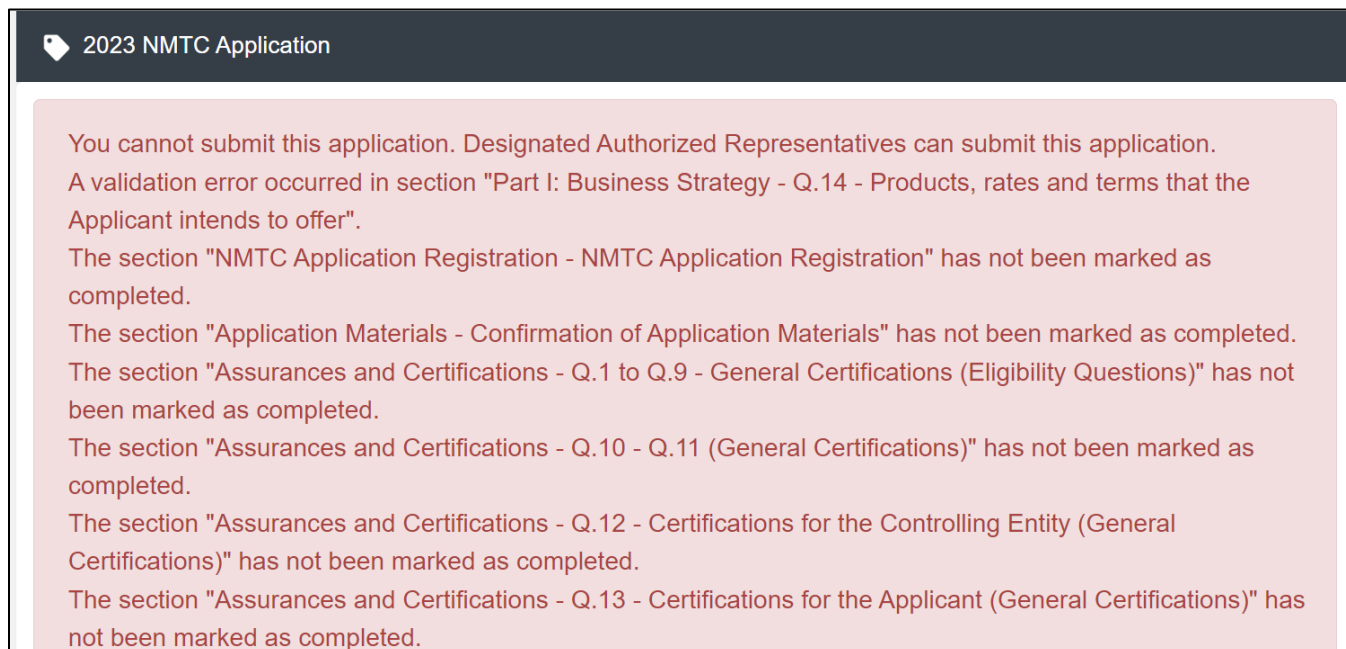 2023 NMTC Application
You cannot submit this application. Designated Authorized Representatives can submit this application.
A validation error occurred in section "Part I: Business Strategy - Q.14 - Products, rates and terms that the
Applicant intends to offer".
The section "NMTC Application Registration - NMTC Application Registration" has not been marked as
completed.
The section "Application Materials - Confirmation of Application Materials" has not been marked as completed.
The section "Assurances and Certifications - Q.1 to Q.9 - General Certifications (Eligibility Questions)" has not
been marked as completed.
The section "Assurances and Certifications - Q.10 - Q.11 (General Certifications)" has not been marked as
completed.
The section "Assurances and Certifications - Q.12 - Certifications for the Controlling Entity (General
Certifications)" has not been marked as completed.
The section "Assurances and Certifications - Q.13 - Certifications for the Applicant (General Certifications)" has
not been marked as completed.